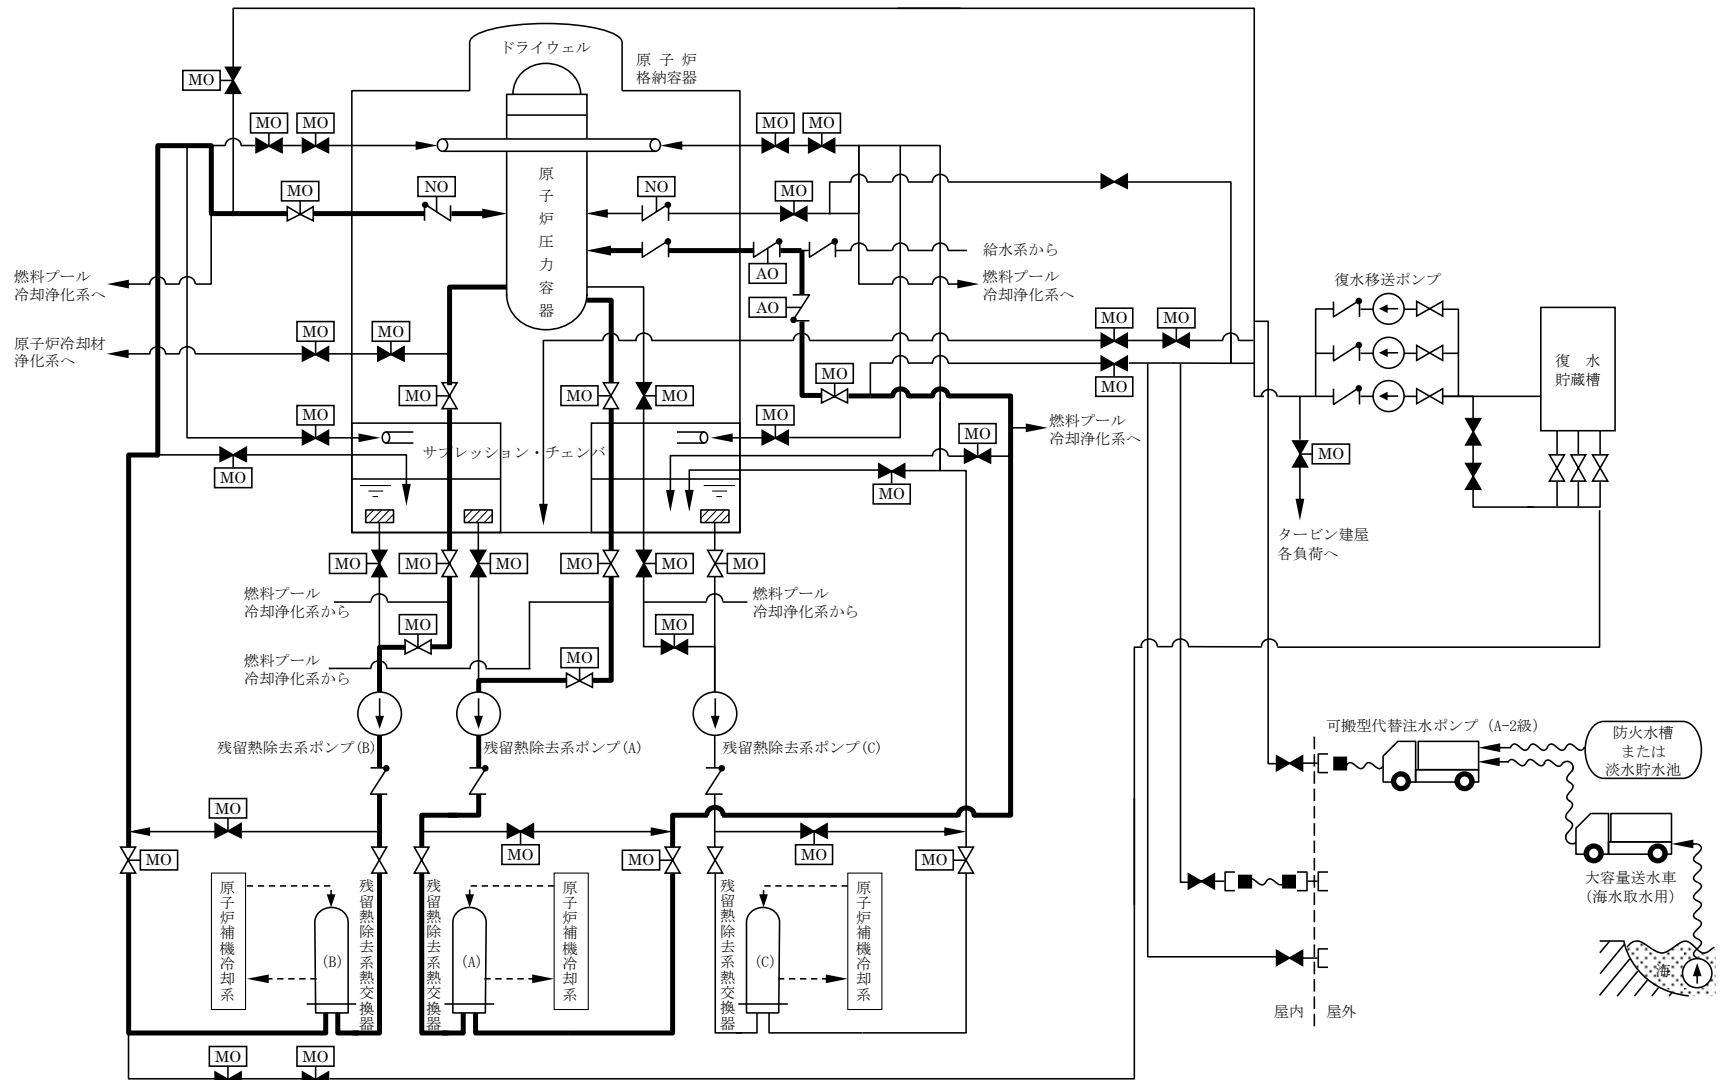 ドライウェル
原 子 炉
格納容器
MO
MO
MO
MO
MO
MO
NO
NO
MO
原子炉圧力容器
給水系から
AO
AO
燃料プール
冷却浄化系へ
燃料プール
冷却浄化系へ
復水移送ポンプ
MO
MO
MO
MO
MO
原子炉冷却材
浄化系へ
復 水
貯蔵槽
MO
MO
MO
MO
MO
MO
燃料プール
冷却浄化系へ
MO
サプレッション・チェンバ
MO
MO
MO
タービン建屋
各負荷へ
MO
MO
MO
MO
MO
MO
燃料プール
冷却浄化系から
燃料プール
冷却浄化系から
MO
MO
MO
燃料プール
冷却浄化系から
残留熱除去系ポンプ(B)
残留熱除去系ポンプ(A)
残留熱除去系ポンプ(C)
可搬型代替注水ポンプ (A-2級)
防火水槽
または
淡水貯水池
MO
MO
MO
MO
MO
MO
大容量送水車
(海水取水用)
原子炉補機冷却系
(B)
残留熱除去系熱交換器
残留熱除去系熱交換器
(A)
原子炉補機冷却系
残留熱除去系熱交換器
(C)
原子炉補機冷却系
海
屋内
屋外
MO
MO